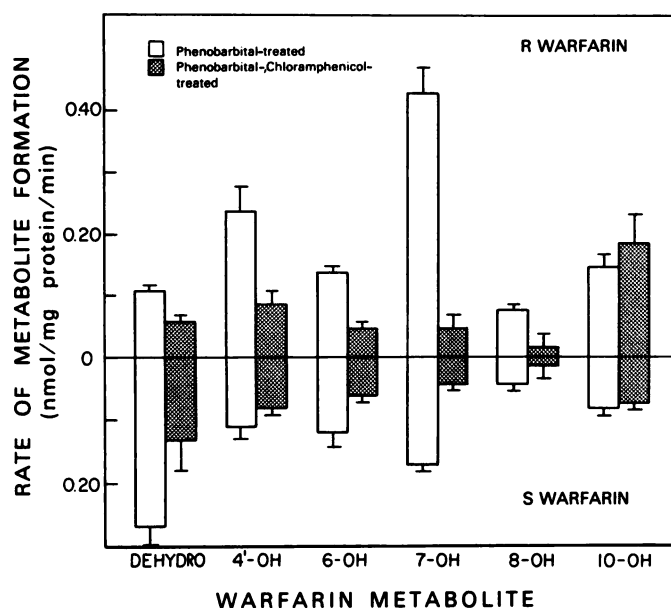 Phenobarbital-treated
Phenobarbital-,Chloramphenicol-
treated
R WARFARIN
RATE OF METABOLITE FORMATION
(nmol/mg protein/min)
0.40
0.20
0
0.20
S WARFARIN
DEHYDRO 4'-OH 6-OH 7-OH 8-OH 10-OH
WARFARIN METABOLITE